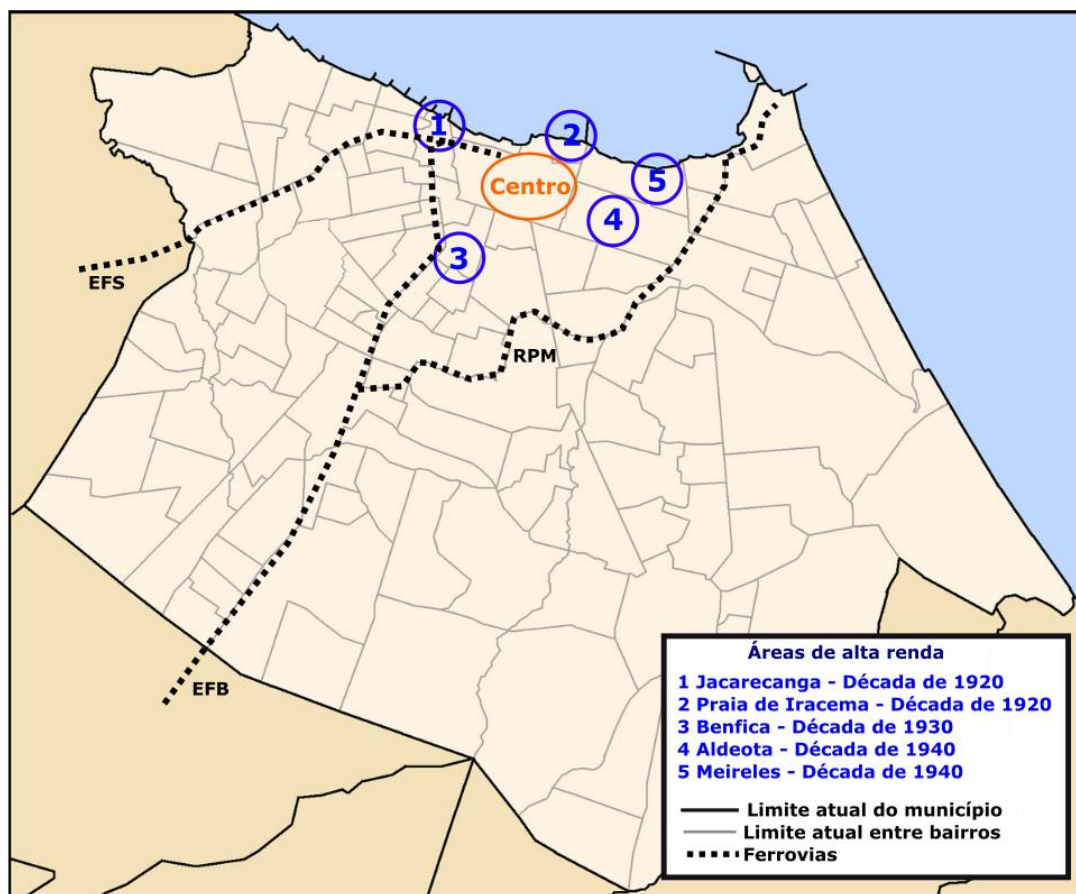 1
2
Centro
5
4
3
EFS
RPM
EFB
Áreas de alta renda
1 Jacarecanga - Década de 1920
2 Praia de Iracema - Década de 1920
3 Benfica - Década de 1930
4 Aldeota - Década de 1940
5 Meireles - Década de 1940
Limite atual do município
Limite atual entre bairros
Ferrovias